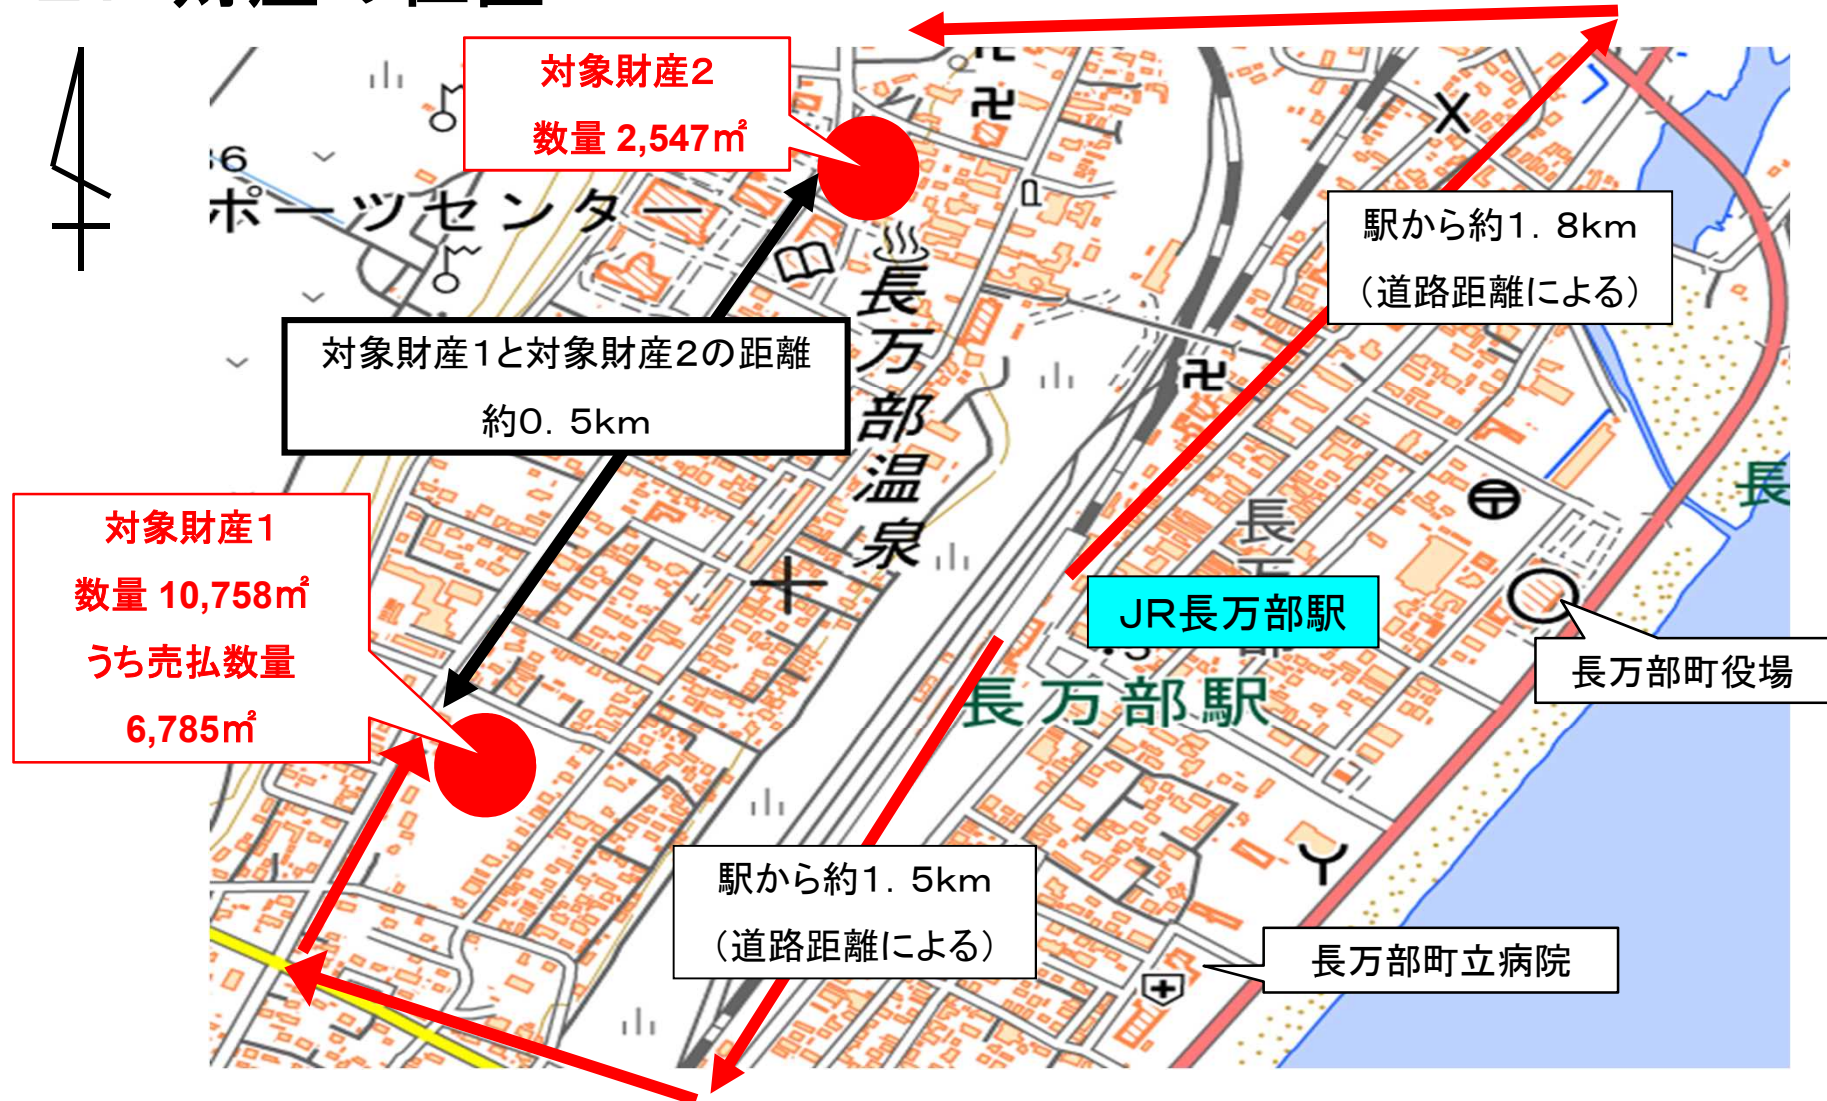 対象財産2
数量 2,547㎡
駅から約1.8km
(道路距離による)
ポーツセンター
対象財産1と対象財産2の距離
約0.5km
長万部温泉
対象財産1
数量 10,758㎡
うち売払数量
6,785㎡
JR長万部駅
長万部駅
長万部町役場
長
駅から約1.5km
(道路距離による)
長万部町立病院